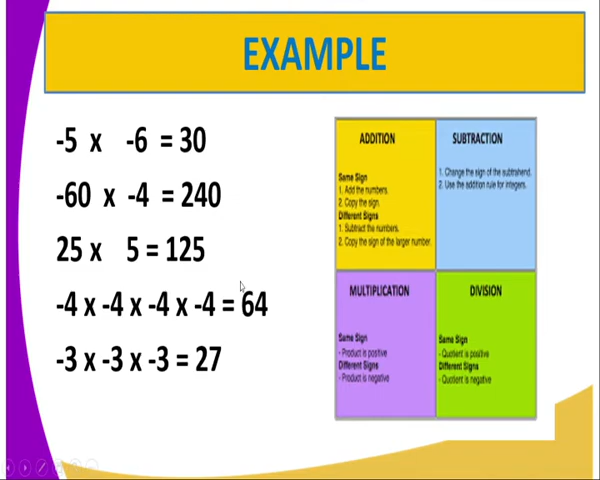 EXAMPLE
-5 x -6 = 30
-60 x -4 = 240
25 x 5 = 125
-4 x -4 x -4 x -4 = 64
-3 x -3 x -3 = 27
ADDITION
Same Sign
1. Add the numbers.
2. Copy the sign.
Different Signs
1. Subtract the numbers.
2. Copy the sign of the larger number.
SUBTRACTION
1. Change the sign of the subtrahend.
2. Use the addition rule for integers.
MULTIPLICATION
Same Sign
- Product is positive
Different Signs
- Product is negative
DIVISION
Same Sign
- Quotient is positive
Different Signs
- Quotient is negative